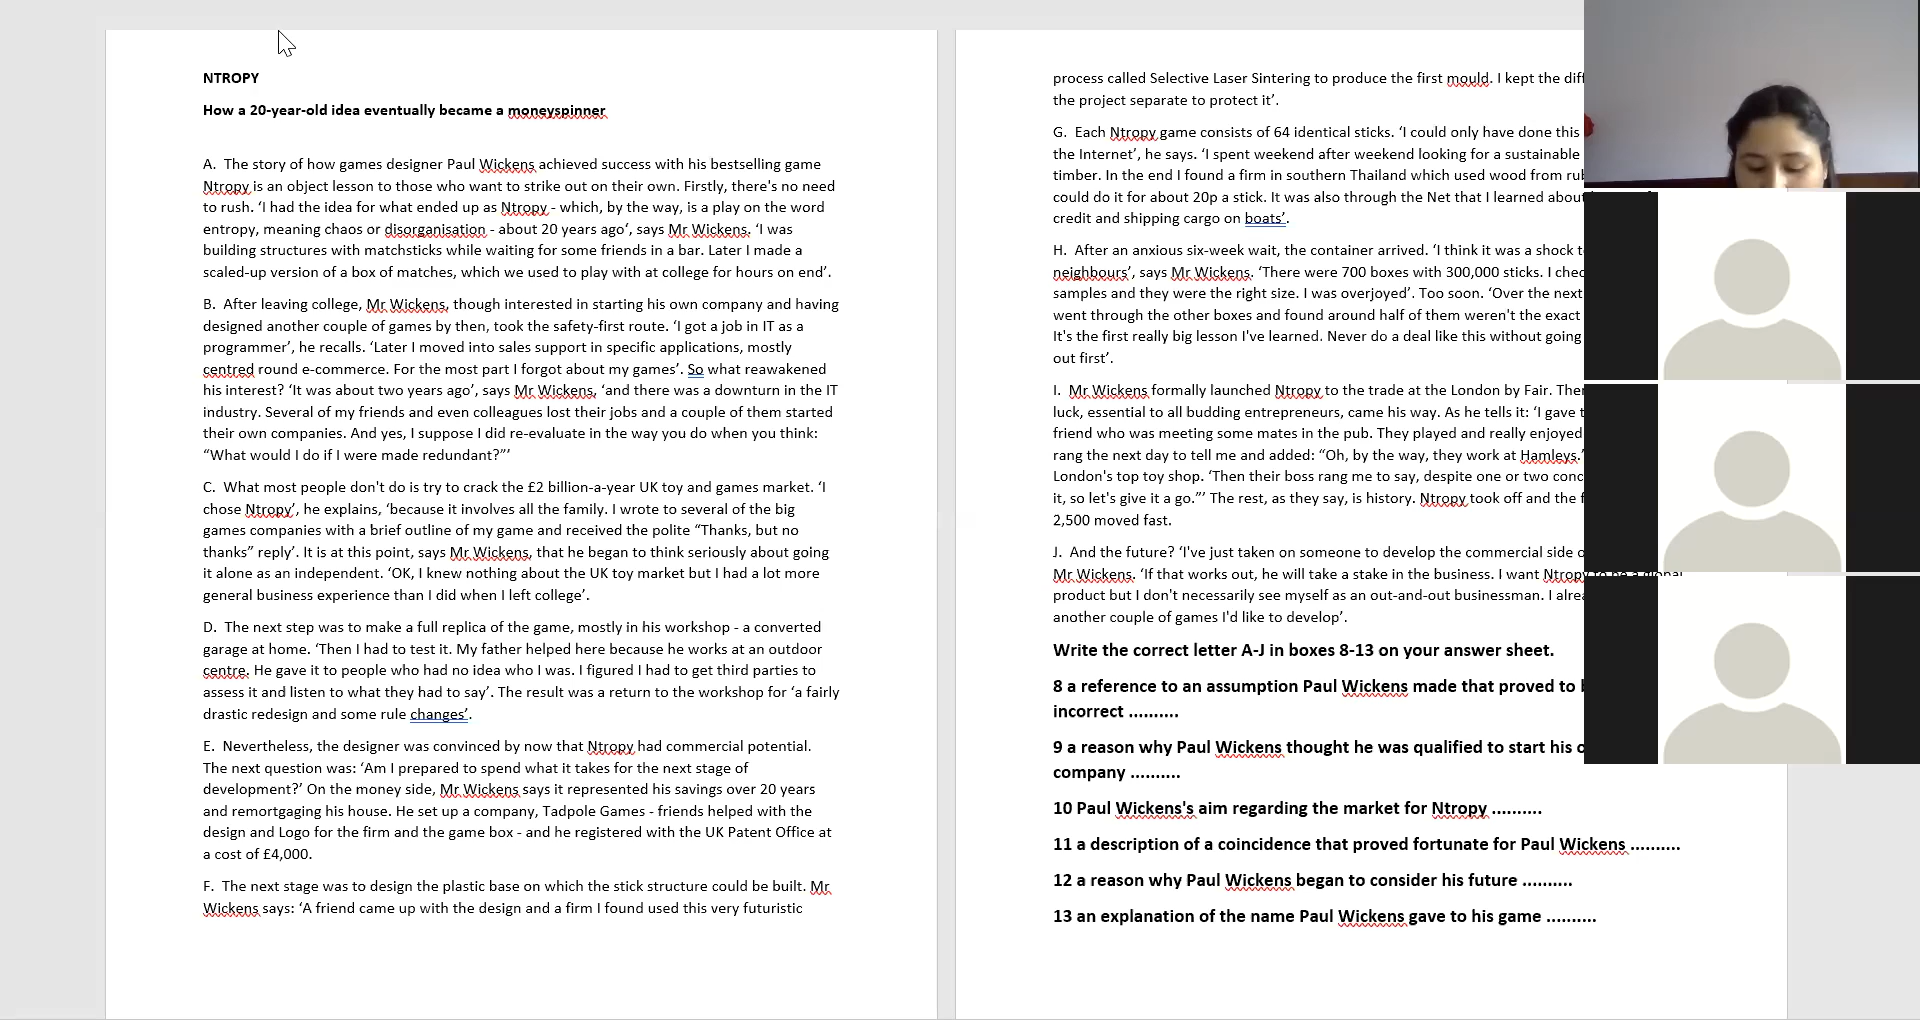 NTROPY
How a 20-year-old idea eventually became a moneyspinner
A. The story of how games designer Paul Wickens achieved success with his bestselling game
Ntropy is an object lesson to those who want to strike out on their own. Firstly, there's no need
to rush. ‘I had the idea for what ended up as Ntropy - which, by the way, is a play on the word
entropy, meaning chaos or disorganisation - about 20 years ago‘, says Mr Wickens. ‘I was
building structures with matchsticks while waiting for some friends in a bar. Later I made a
scaled-up version of a box of matches, which we used to play with at college for hours on end’.
B. After leaving college, Mr Wickens, though interested in starting his own company and having
designed another couple of games by then, took the safety-first route. ‘I got a job in IT as a
programmer’, he recalls. ‘Later I moved into sales support in specific applications, mostly
centred round e-commerce. For the most part I forgot about my games’. So what reawakened
his interest? ‘It was about two years ago’, says Mr Wickens, ‘and there was a downturn in the IT
industry. Several of my friends and even colleagues lost their jobs and a couple of them started
their own companies. And yes, I suppose I did re-evaluate in the way you do when you think:
“What would I do if I were made redundant?”’
C. What most people don't do is try to crack the £2 billion-a-year UK toy and games market. ‘I
chose Ntropy’, he explains, ‘because it involves all the family. I wrote to several of the big
games companies with a brief outline of my game and received the polite “Thanks, but no
thanks” reply’. It is at this point, says Mr Wickens, that he began to think seriously about going
it alone as an independent. ‘OK, I knew nothing about the UK toy market but I had a lot more
general business experience than I did when I left college’.
D. The next step was to make a full replica of the game, mostly in his workshop - a converted
garage at home. ‘Then I had to test it. My father helped here because he works at an outdoor
centre. He gave it to people who had no idea who I was. I figured I had to get third parties to
assess it and listen to what they had to say’. The result was a return to the workshop for ‘a fairly
drastic redesign and some rule changes’.
E. Nevertheless, the designer was convinced by now that Ntropy had commercial potential.
The next question was: ‘Am I prepared to spend what it takes for the next stage of
development?’ On the money side, Mr Wickens says it represented his savings over 20 years
and remortgaging his house. He set up a company, Tadpole Games - friends helped with the
design and Logo for the firm and the game box - and he registered with the UK Patent Office at
a cost of £4,000.
F. The next stage was to design the plastic base on which the stick structure could be built. Mr
Wickens says: ‘A friend came up with the design and a firm I found used this very futuristic
process called Selective Laser Sintering to produce the first mould. I kept the
the project separate to protect it’.
G. Each Ntropy game consists of 64 identical sticks. ‘I could only have done this
the Internet’, he says. ‘I spent weekend after weekend looking for a sustainable
timber. In the end I found a firm in southern Thailand which used wood from
could do it for about 20p a stick. It was also through the Net that I learned about
credit and shipping cargo on boats’.
H. After an anxious six-week wait, the container arrived. ‘I think it was a shock
neighbours’, says Mr Wickens. ‘There were 700 boxes with 300,000 sticks. I
samples and they were the right size. I was overjoyed’. Too soon. ‘Over the next
went through the other boxes and found around half of them weren't the exact
It's the first really big lesson I've learned. Never do a deal like this without going
out first’.
I. Mr Wickens formally launched Ntropy to the trade at the London by Fair.
luck, essential to all budding entrepreneurs, came his way. As he tells it: ‘I gave
friend who was meeting some mates in the pub. They played and really enjoyed
rang the next day to tell me and added: “Oh, by the way, they work at Hamleys.’
London's top toy shop. ‘Then their boss rang me to say, despite one or two
it, so let's give it a go.”’ The rest, as they say, is history. Ntropy took off and the
2,500 moved fast.
J. And the future? ‘I've just taken on someone to develop the commercial side
Mr Wickens. ‘If that works out, he will take a stake in the business. I want Ntropy to be a global
product but I don't necessarily see myself as an out-and-out businessman. I
another couple of games I'd like to develop’.
Write the correct letter A-J in boxes 8-13 on your answer sheet.
8 a reference to an assumption Paul Wickens made that proved to
incorrect ..........
9 a reason why Paul Wickens thought he was qualified to start his
company ..........
10 Paul Wickens's aim regarding the market for Ntropy ..........
11 a description of a coincidence that proved fortunate for Paul Wickens ..........
12 a reason why Paul Wickens began to consider his future ..........
13 an explanation of the name Paul Wickens gave to his game ..........